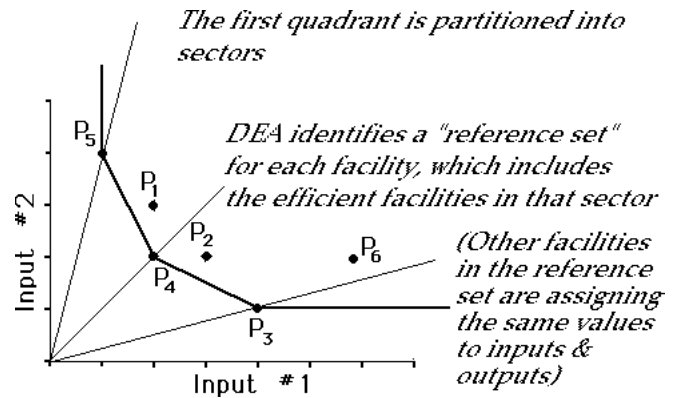 The first quadrant is partitioned into
sectors
DEA identifies a "reference set"
for each facility, which includes
the efficient facilities in that sector
(Other facilities
in the reference
set are assigning
the same values
to inputs &
outputs)
P5
P1
P2
P6
P4
P3
Input #2
Input #1